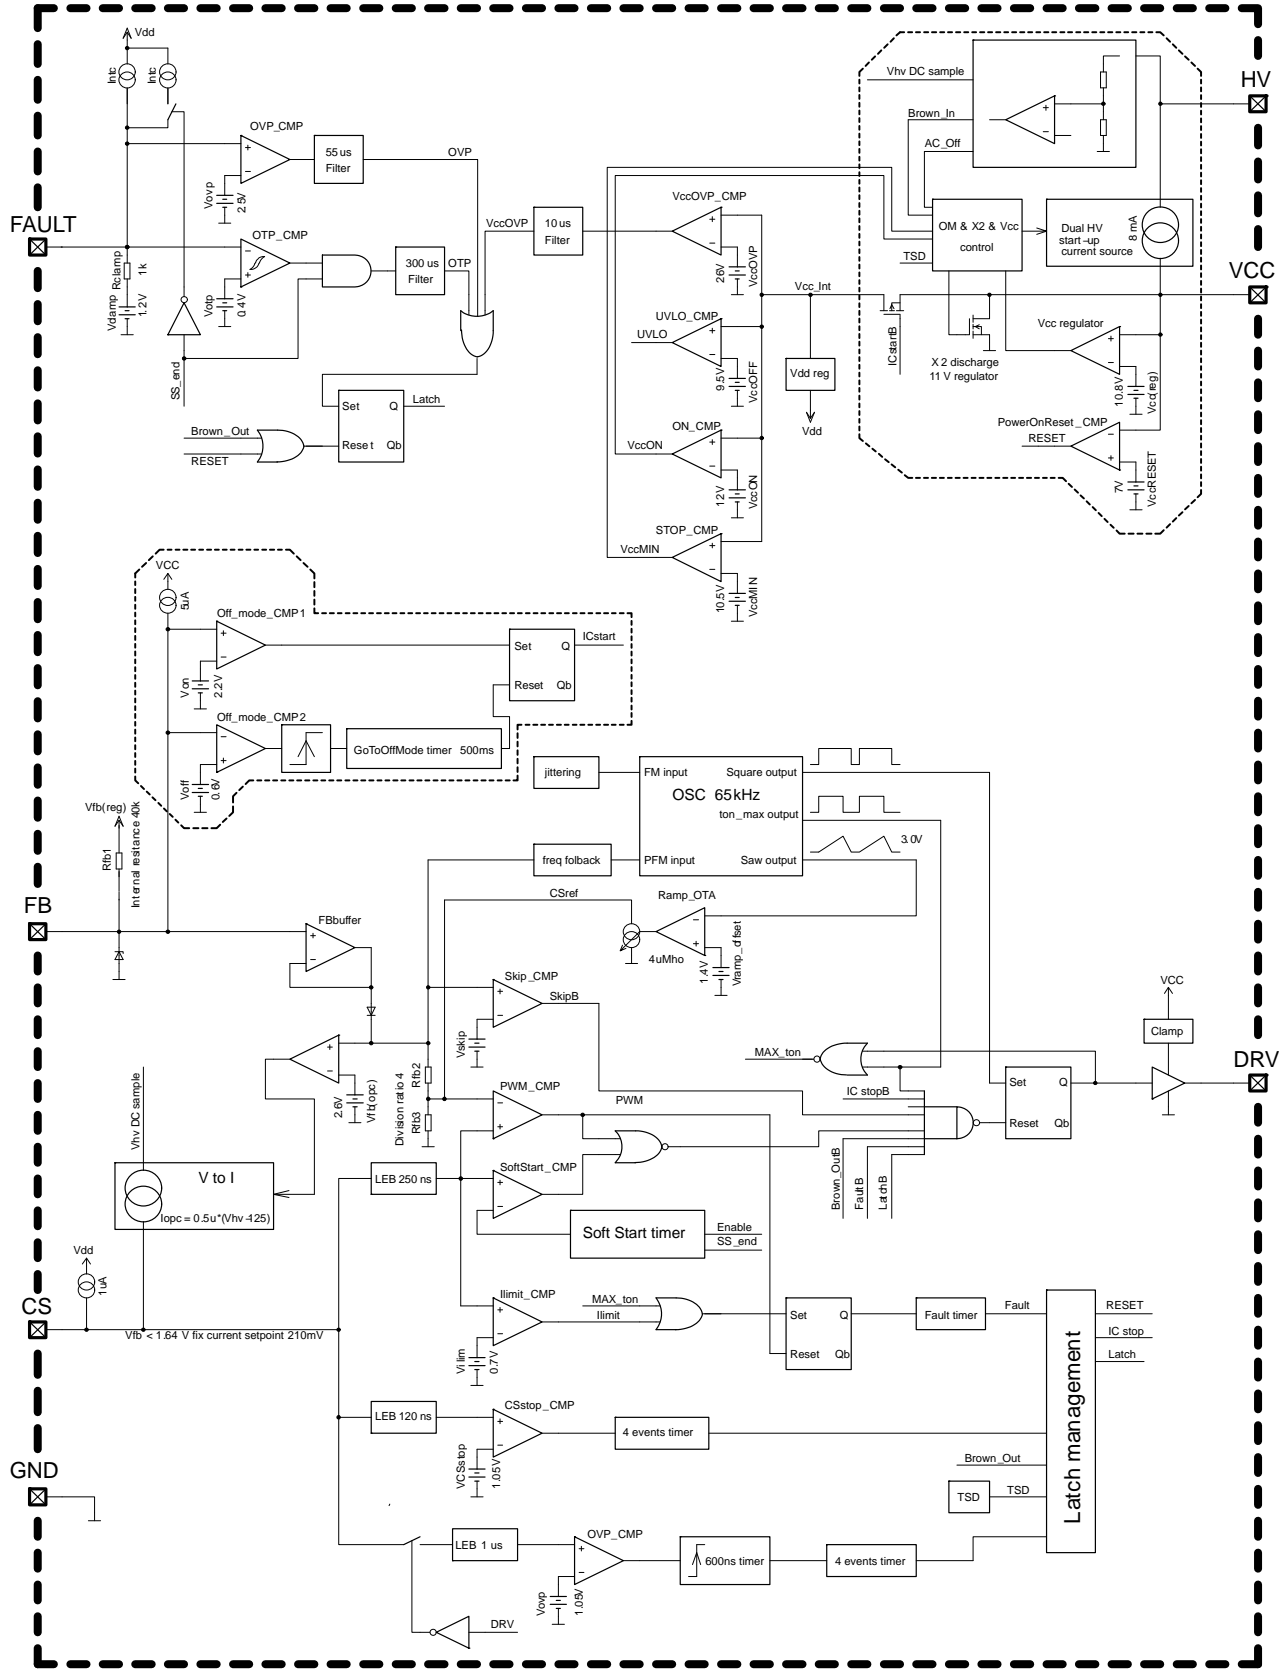 Vdd
Intc
Intc
OVP_CMP
55 us
Filter
OVP
Vovp
2.5V
FAULT
OTP_CMP
Rclamp
1k
Vclamp
1.2V
Votp
0.4V
300 us
Filter
OTP
SS_end
Brown_Out
RESET
Set
Q
Latch
Reset
Qb
VccOVP
10 us
Filter
VccOVP_CMP
26V
VccOVP
UVLO_CMP
UVLO
9.5V
VccOFF
ON_CMP
VccON
12V
VccON
STOP_CMP
VccMIN
10.5V
VccMIN
Vcc_Int
Vdd reg
Vdd
ICstartB
Vhv DC sample
Brown_In
AC_Off
OM & X2 & Vcc
control
TSD
Dual HV
start-up
current source
8 mA
HV
VCC
X2 discharge
11 V regulator
Vcc regulator
10.8V
Vcc(reg)
PowerOnReset_CMP
RESET
7V
VccRESET
VCC
5uA
Off_mode_CMP1
Von
2.2V
Set
Q
ICstart
Reset
Qb
Off_mode_CMP2
Voff
0.6V
GoToOffMode timer 500ms
Vfb(reg)
Rfb1
Internal resitance 40k
FB
jittering
FM input
Square output
OSC 65kHz
ton_max output
PFM input
Saw output
3.0V
freq folback
CSref
Ramp_OTA
4uMho
1.4V
Vramp_offset
FBbuffer
Skip_CMP
SkipB
Vskip
2.6V
Vfb(opc)
Division ratio 4
Rfb2
Rfb3
PWM_CMP
PWM
MAX_ton
IC stopB
Brown_OutB
FaultB
LatchB
Set
Q
Reset
Qb
VCC
Clamp
DRV
Vhv DC sample
V to I
Iopc = 0.5u*(Vhv-125)
LEB 250 ns
SoftStart_CMP
Soft Start timer
Enable
SS_end
Vdd
1uA
CS
Vfb < 1.64 V fix current setpoint 210mV
Ilimit_CMP
MAX_ton
Ilimit
Vilim
0.7V
Set
Q
Reset
Qb
Fault timer
Fault
RESET
IC stop
Latch
Latch management
LEB 120 ns
CSstop_CMP
VCSstop
1.05V
4 events timer
Brown_Out
TSD
TSD
GND
LEB 1 us
OVP_CMP
Vovp
1.05V
600ns timer
4 events timer
DRV